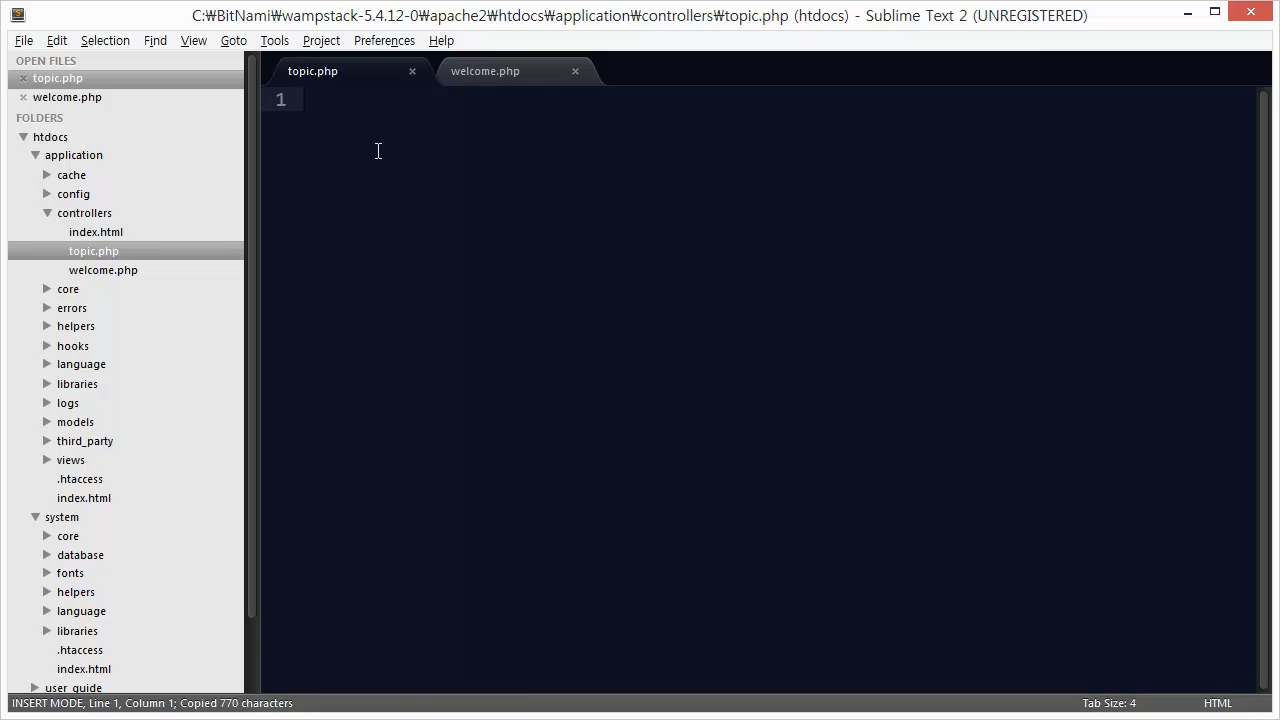 C:₩BitNami₩wampstack-5.4.12-0₩apache2₩htdocs₩application₩controllers₩topic.php (htdocs) - Sublime Text 2 (UNREGISTERED)
File Edit Selection View Find Goto Tools Project Preferences Help
OPEN FILES
topic.php
welcome.php
FOLDERS
htdocs
application
cache
config
controllers
index.html
topic.php
welcome.php
core
errors
helpers
hooks
language
libraries
logs
models
third_party
views
.htaccess
index.html
system
core
database
fonts
helpers
language
libraries
.htaccess
index.html
user_guide
topic.php welcome.php
1
INSERT MODE, Line 1, Column 1; Copied 770 characters Tab Size: 4 HTML